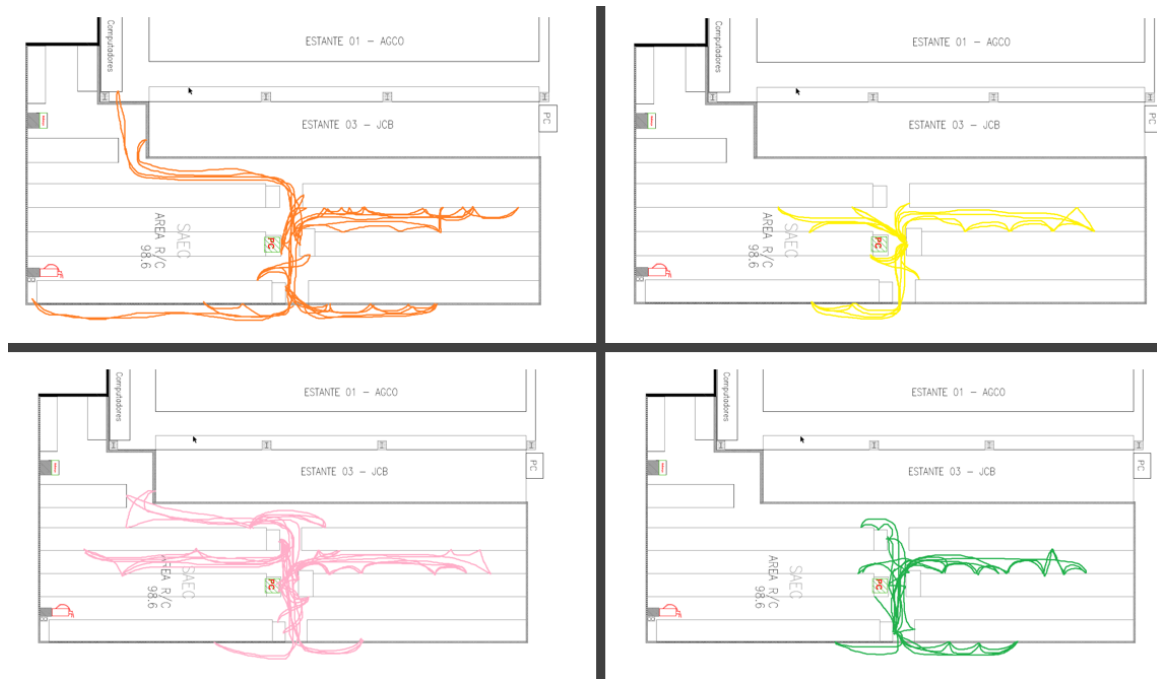 Computadores
ESTANTE 01 – AGCO
PC
ESTANTE 03 – JCB
SAEC
AREA R/C
98.6
PC
Computadores
ESTANTE 01 – AGCO
PC
ESTANTE 03 – JCB
SAEC
AREA R/C
98.6
PC
Computadores
ESTANTE 01 – AGCO
PC
ESTANTE 03 – JCB
SAEC
AREA R/C
98.6
PC
Computadores
ESTANTE 01 – AGCO
PC
ESTANTE 03 – JCB
SAEC
AREA R/C
98.6
PC